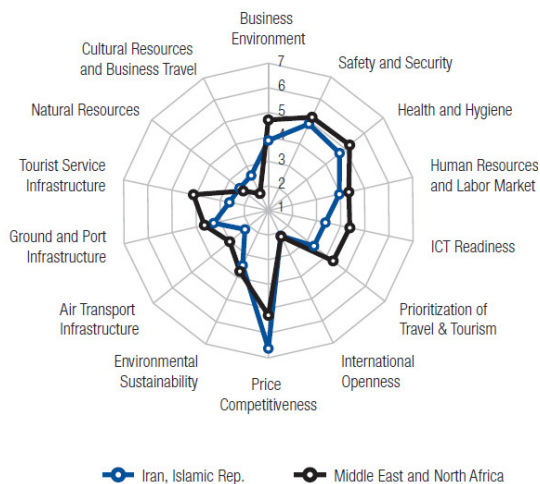 Business
Environment
Safety and Security
Health and Hygiene
Human Resources
and Labor Market
ICT Readiness
Prioritization of
Travel & Tourism
International
Openness
Price
Competitiveness
Environmental
Sustainability
Air Transport
Infrastructure
Ground and Port
Infrastructure
Tourist Service
Infrastructure
Natural Resources
Cultural Resources
and Business Travel
7
6
5
4
3
2
1
Iran, Islamic Rep.
Middle East and North Africa